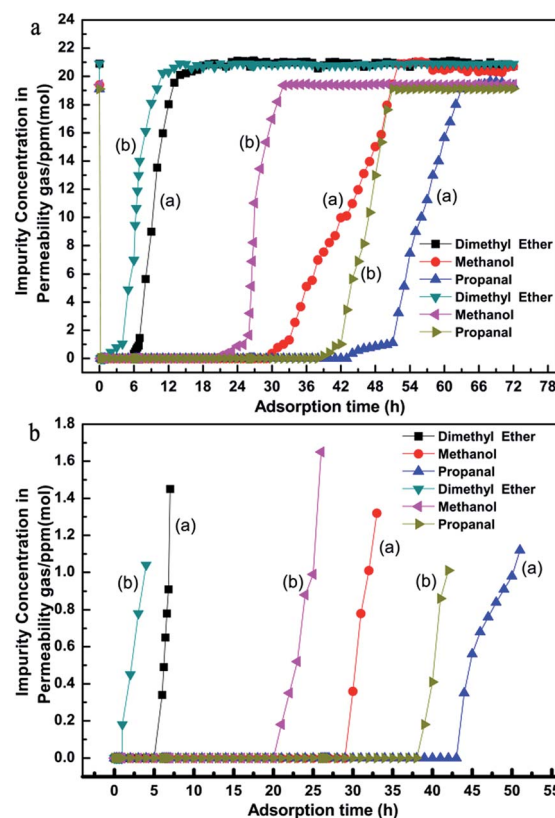 a
Impurity Concentration in
Permeability gas/ppm(mol)
24
22
20
18
16
14
12
10
8
6
4
2
0
(b)
(a)
(b)
(a)
(b)
(a)
Dimethyl Ether
Methanol
Propanal
Dimethyl Ether
Methanol
Propanal
0 6 12 18 24 30 36 42 48 54 60 66 72 78
Adsorption time (h)
b
Impurity Concentration in
Permeability gas/ppm(mol)
1.8
1.6
1.4
1.2
1.0
0.8
0.6
0.4
0.2
0.0
Dimethyl Ether
Methanol
Propanal
Dimethyl Ether
Methanol
Propanal
(a)
(b)
(b)
(a)
(b)
(a)
0 5 10 15 20 25 30 35 40 45 50 55
Adsorption time (h)